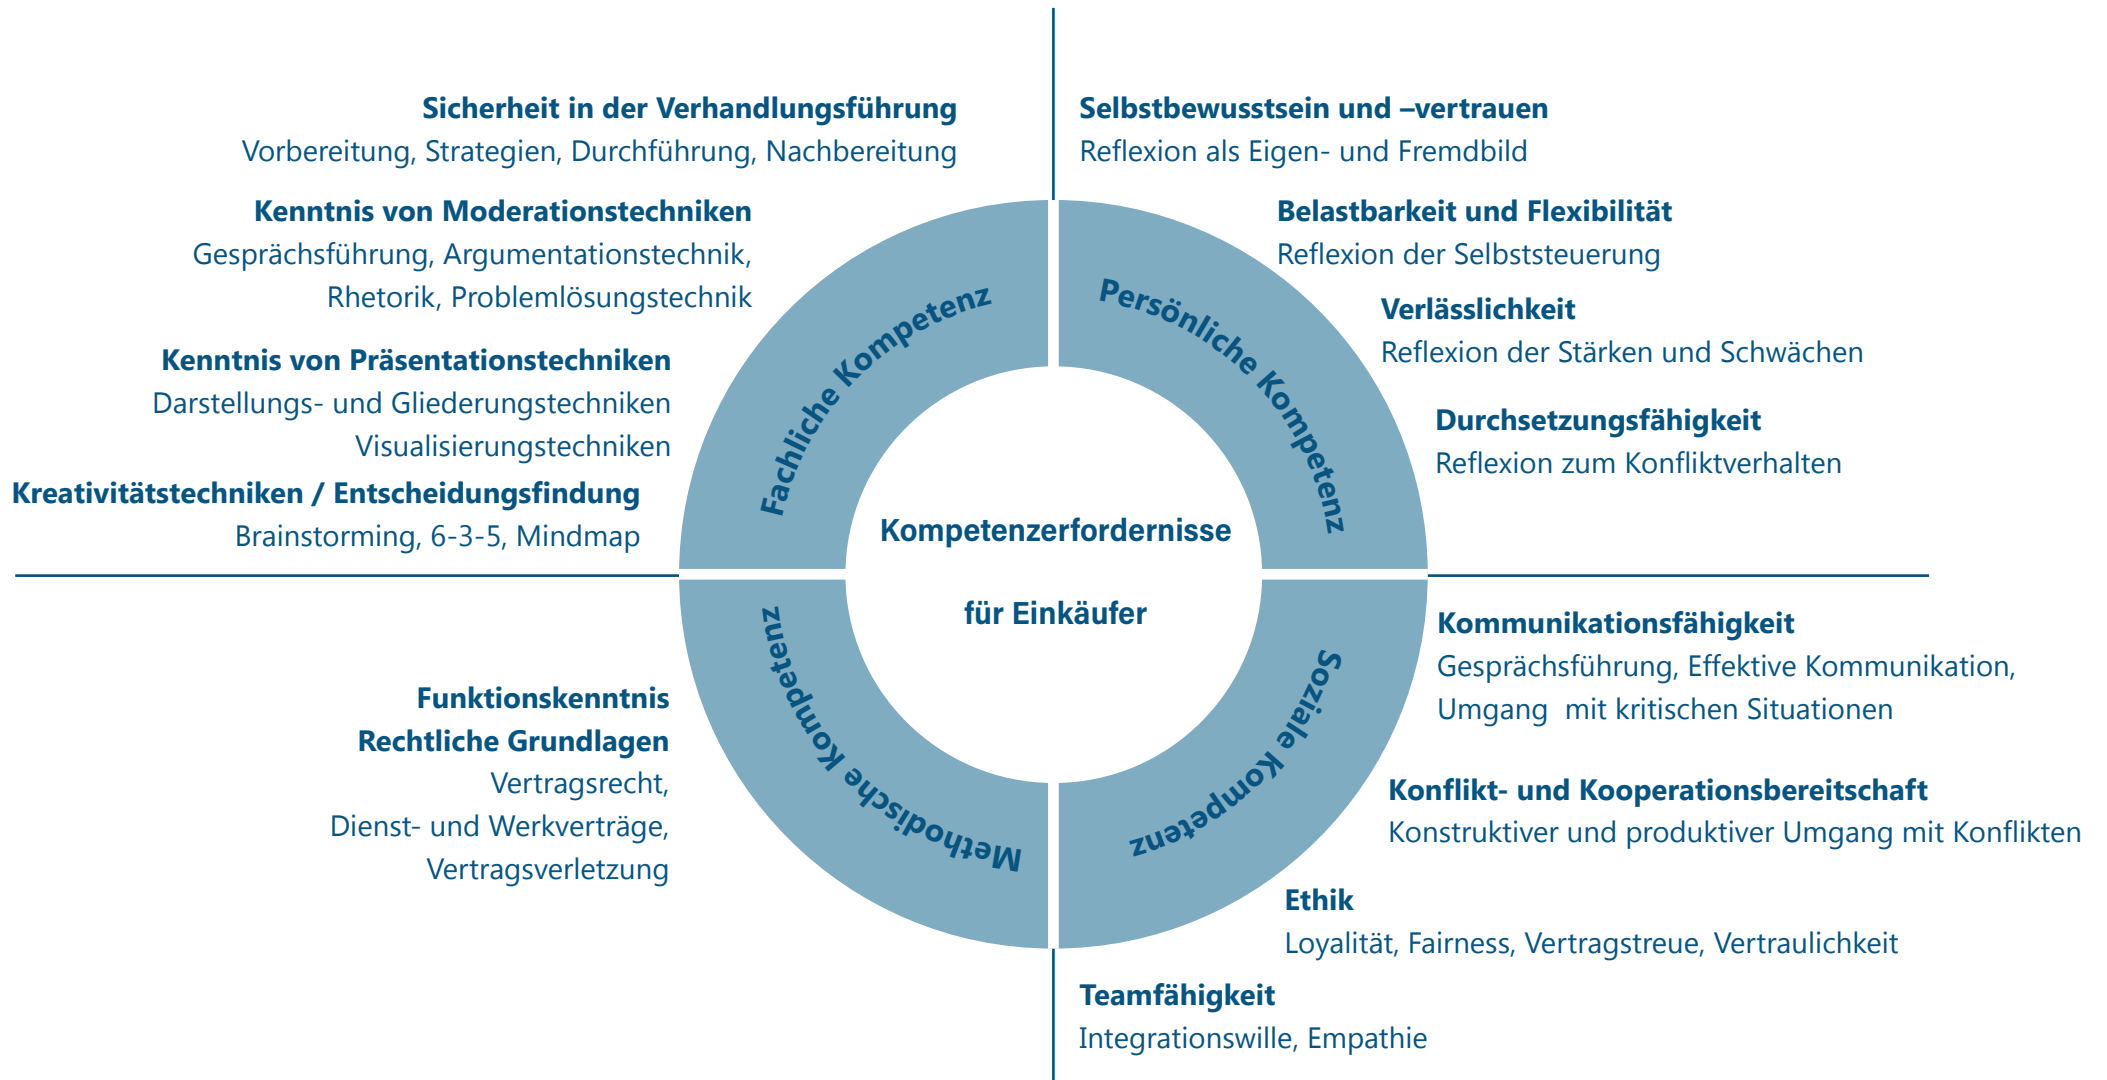 Sicherheit in der Verhandlungsführung
Vorbereitung, Strategien, Durchführung, Nachbereitung
Kenntnis von Moderationstechniken
Gesprächsführung, Argumentationstechnik,
Rhetorik, Problemlösungstechnik
Kenntnis von Präsentationstechniken
Darstellungs- und Gliederungstechniken
Visualisierungstechniken
Kreativitätstechniken / Entscheidungsfindung
Brainstorming, 6-3-5, Mindmap
Selbstbewusstsein und –vertrauen
Reflexion als Eigen- und Fremdbild
Belastbarkeit und Flexibilität
Reflexion der Selbststeuerung
Verlässlichkeit
Reflexion der Stärken und Schwächen
Durchsetzungsfähigkeit
Reflexion zum Konfliktverhalten
Fachliche Kompetenz
Persönliche Kompetenz
Kompetenzerfordernisse
für Einkäufer
Methodische Kompetenz
Soziale Kompetenz
Funktionskenntnis
Rechtliche Grundlagen
Vertragsrecht,
Dienst- und Werkverträge,
Vertragsverletzung
Kommunikationsfähigkeit
Gesprächsführung, Effektive Kommunikation,
Umgang  mit kritischen Situationen
Konflikt- und Kooperationsbereitschaft
Konstruktiver und produktiver Umgang mit Konflikten
Ethik
Loyalität, Fairness, Vertragstreue, Vertraulichkeit
Teamfähigkeit
Integrationswille, Empathie